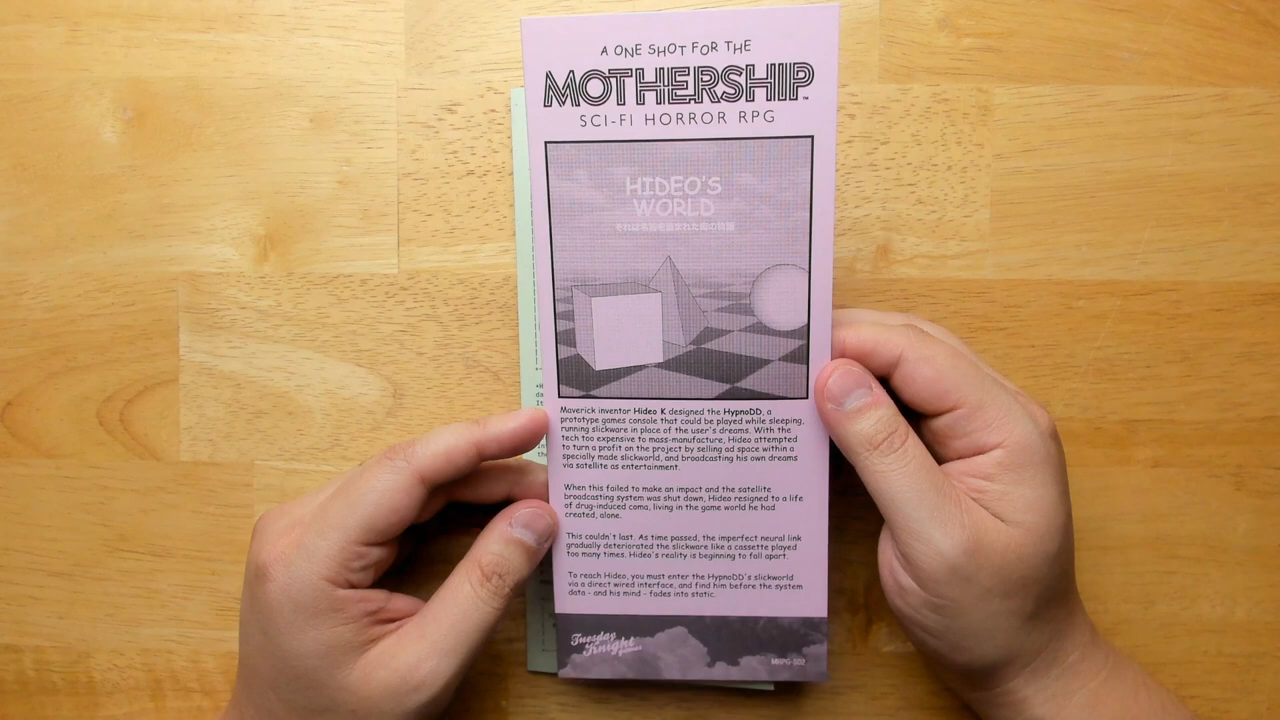 A ONE SHOT FOR THE
MOTHERSHIP™
SCI-FI HORROR RPG
HIDEO'S
WORLD
Maverick inventor Hideo K designed the HypnoDD, a
prototype games console that could be played while sleeping,
running slickware in place of the user's dreams. With the
tech too expensive to mass-manufacture, Hideo attempted
to turn a profit on the project by selling ad space within a
specially made slickworld, and broadcasting his own dreams
via satellite as entertainment.
When this failed to make an impact and the satellite
broadcasting system was shut down, Hideo resigned to a life
of drug-induced coma, living in the game world he had
created, alone.
This couldn't last. As time passed, the imperfect neural link
gradually deteriorated the slickware like a cassette played
too many times. Hideo's reality is beginning to fall apart.
To reach Hideo, you must enter the HypnoDD's slickworld
via a direct wired interface, and find him before the system
data - and his mind - fades into static.
Tuesday
Knight
games